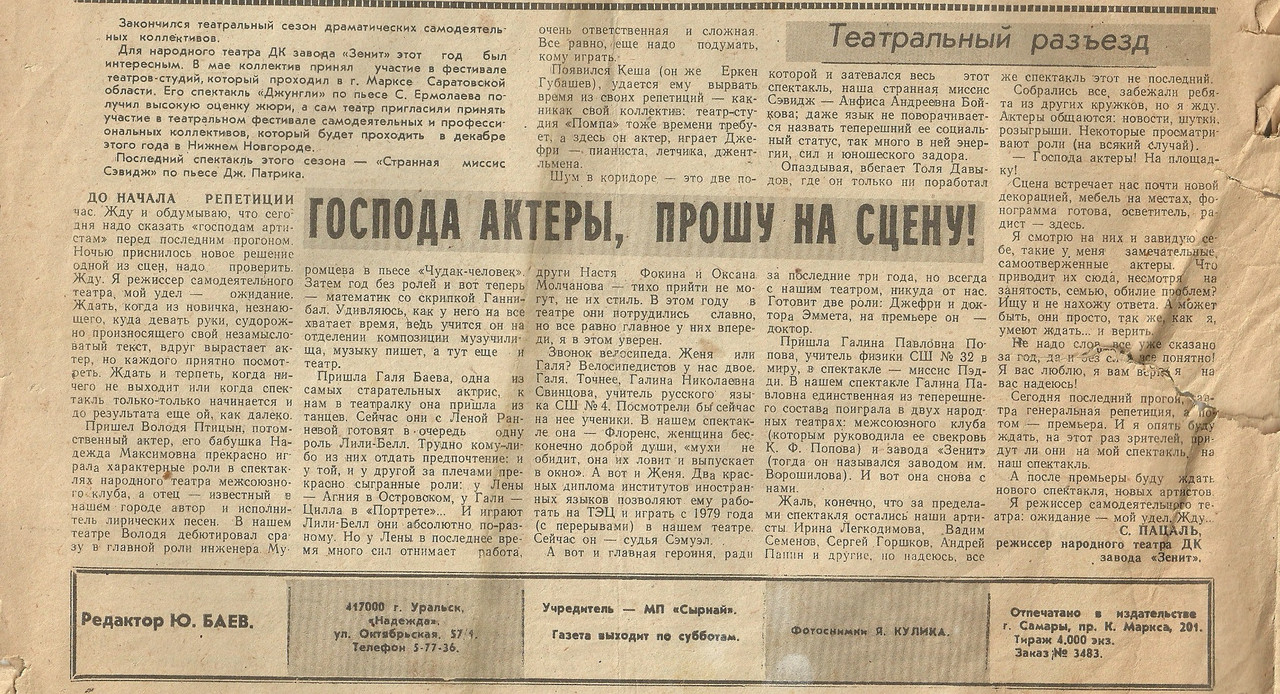 Театральный разъезд
Закончился театральный сезон драматических самодеятель-
ных коллективов.
Для народного театра ДК завода «Зенит» этот год был
интересным. В мае коллектив принял участие в фестивале
театров-студий, который проходил в г. Марксе Саратовской
области. Его спектакль «Джунгли» по пьесе С. Ермолаева по-
лучил высокую оценку жюри, а сам театр пригласили принять
участие в театральном фестивале самодеятельных и професси-
ональных коллективов, который будет проходить в декабре
этого года в Нижнем Новгороде.
Последний спектакль этого сезона — «Странная миссис
Сэвидж» по пьесе Дж. Патрика.
ГОСПОДА АКТЕРЫ, ПРОШУ НА СЦЕНУ!
ДО НАЧАЛА РЕПЕТИЦИИ
час. Жду и обдумываю, что сего-
дня надо сказать «господам арти-
стам» перед последним прогоном.
Ночью приснилось новое решение
одной из сцен, надо проверить.
Жду. Я режиссер самодеятельного
театра, мой удел — ожидание.
Ждать, когда из новичка, незнаю-
щего, куда девать руки, судорож-
но произносящего свой незамысло-
ватый текст, вдруг вырастает ак-
тер, но каждого приятно посмот-
реть. Ждать и терпеть, когда ни-
чего не выходит или когда спек-
такль только-только начинается и
до результата еще ой, как далеко.
Пришел Володя Птицын, потом-
ственный актер, его бабушка На-
дежда Максимовна прекрасно иг-
рала характерные роли в спектак-
лях народного театра межсоюзно-
го клуба, а отец — известный в
нашем городе автор и исполни-
тель лирических песен. В нашем
театре Володя дебютировал сра-
зу в главной роли инженера Му-
ромцева в пьесе «Чудак-человек».
Затем год без ролей и вот теперь
— математик со скрипкой Ганни-
бал. Удивляюсь, как у него на все
хватает время, ведь учится он на
отделении композиции музучили-
ща, музыку пишет, а тут еще и
театр.
Пришла Галя Баева, одна из
самых старательных актрис, к
нам в театралку она пришла из
танцев. Сейчас они с Леной Ран-
невой готовят в очередь одну
роль Лили-Белл. Трудно кому-ли-
бо из них отдать предпочтение: и
у той, и у другой за плечами пре-
красно сыгранные роли: у Лены
— Агния в Островском, у Гали —
Цилла в «Портрете»... И играют
Лили-Белл они абсолютно по-раз-
ному. Но у Лены в последнее вре-
мя много сил отнимает работа,
очень ответственная и сложная.
Все равно, еще надо подумать,
кому играть.
Появился Кеша (он же Еркен
Губашев), удается ему вырвать
время из своих репетиций — как-
никак свой коллектив: театр-сту-
дия «Помпа» тоже времени требу-
ет, а здесь он актер, играет Дже-
фри — пианиста, летчика, джент-
льмена.
Шум в коридоре — это две по-
други Настя Фокина и Оксана
Молчанова — тихо прийти не мо-
гут, не их стиль. В этом году в
театре они потрудились славно,
но все равно главное у них впере-
ди, я в этом уверен.
Звонок велосипеда. Женя или
Галя? Велосипедистов у нас двое.
Галя. Точнее, Галина Николаевна
Свинцова, учитель русского язы-
ка СШ № 4. Посмотрели бы сейчас
на нее ученики. В нашем спектак-
ле она — Флоренс, женщина бес-
конечно доброй души, «мухи не
обидит, она их ловит и выпускает
в окно». А вот и Женя. Два крас-
ных диплома институтов иностран-
ных языков позволяют ему рабо-
тать на ТЭЦ и играть с 1979 года
(с перерывами) в нашем театре.
Сейчас он — судья Сэмуэл.
А вот и главная героиня, ради
которой и затевался весь этот
спектакль, наша странная миссис
Сэвидж — Анфиса Андреевна Бой-
кова; даже язык не поворачивает-
ся назвать теперешний ее социаль-
ный статус, так много в ней энер-
гии, сил и юношеского задора.
Опаздывая, вбегает Толя Давы-
дов, где он только ни поработал
за последние три года, но всегда
с нашим театром, никуда от нас.
Готовит две роли: Джефри и док-
тора Эммета, на премьере он —
доктор.
Пришла Галина Павловна По-
пова, учитель физики СШ № 32 в
миру, в спектакле — миссис Пэд-
ди. В нашем спектакле Галина Па-
вловна единственная из теперешне-
го состава поиграла в двух народ-
ных театрах: межсоюзного клуба
(которым руководила ее свекровь
К. Ф. Попова) и завода «Зенит»
(тогда он назывался заводом им.
Ворошилова). И вот она снова с
нами.
Жаль, конечно, что за предела-
ми спектакля остались наши арти-
сты Ирина Легкодимова, Вадим
Семенов, Сергей Горшков, Андрей
Папин и другие, но надеюсь, все
же спектакль этот не последний.
Собрались все, забежали ребя-
та из других кружков, но я жду.
Актеры общаются: новости, шутки,
розыгрыши. Некоторые просматри-
вают роли (на всякий случай).
— Господа актеры! На площад-
ку!
Сцена встречает нас почти новой
декорацией, мебель на местах, фо-
нограмма готова, осветитель, ра-
дист — здесь.
Я смотрю на них и завидую се-
бе, такие у меня замечательные,
самоотверженные актеры. Что
приводит их сюда, несмотря на
занятость, семью, обилие проблем?
Ищу и не нахожу ответа. А может
быть, они просто, так же, как я,
умеют ждать... и верить.
Не надо слов, все уже сказано
за год, да и без все понятно!
Я вас люблю, я вам верю, я на
вас надеюсь!
Сегодня последний прогон, зав-
тра генеральная репетиция, а по-
том — премьера. И я опять буду
ждать, на этот раз зрителей, при-
дут ли они на мой спектакль, на
наш спектакль.
А после премьеры буду ждать
нового спектакля, новых артистов.
Я режиссер самодеятельного те-
атра: ожидание — мой удел. Жду..
С. ПАЦАЛЬ,
режиссер народного театра ДК
завода «Зенит».
Редактор Ю. БАЕВ.
417000 г. Уральск,
«Надежда»,
ул. Октябрьская, 57/1.
Телефон 5-77-36.
Учредитель — МП «Сырнай».
Газета выходит по субботам.
Фотоснимки Я. КУЛИКА.
Отпечатано в издательстве
г. Самары, пр. К. Маркса, 201.
Тираж 4.000 экз.
Заказ № 3483.